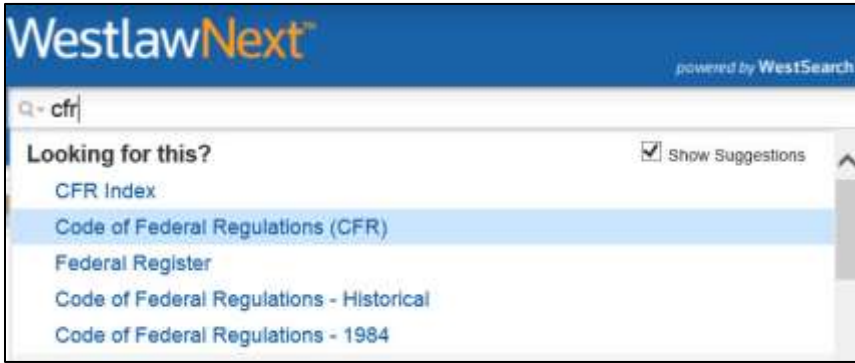 WestlawNext™
powered by WestSearch
cfr
Looking for this?
Show Suggestions
CFR Index
Code of Federal Regulations (CFR)
Federal Register
Code of Federal Regulations - Historical
Code of Federal Regulations - 1984